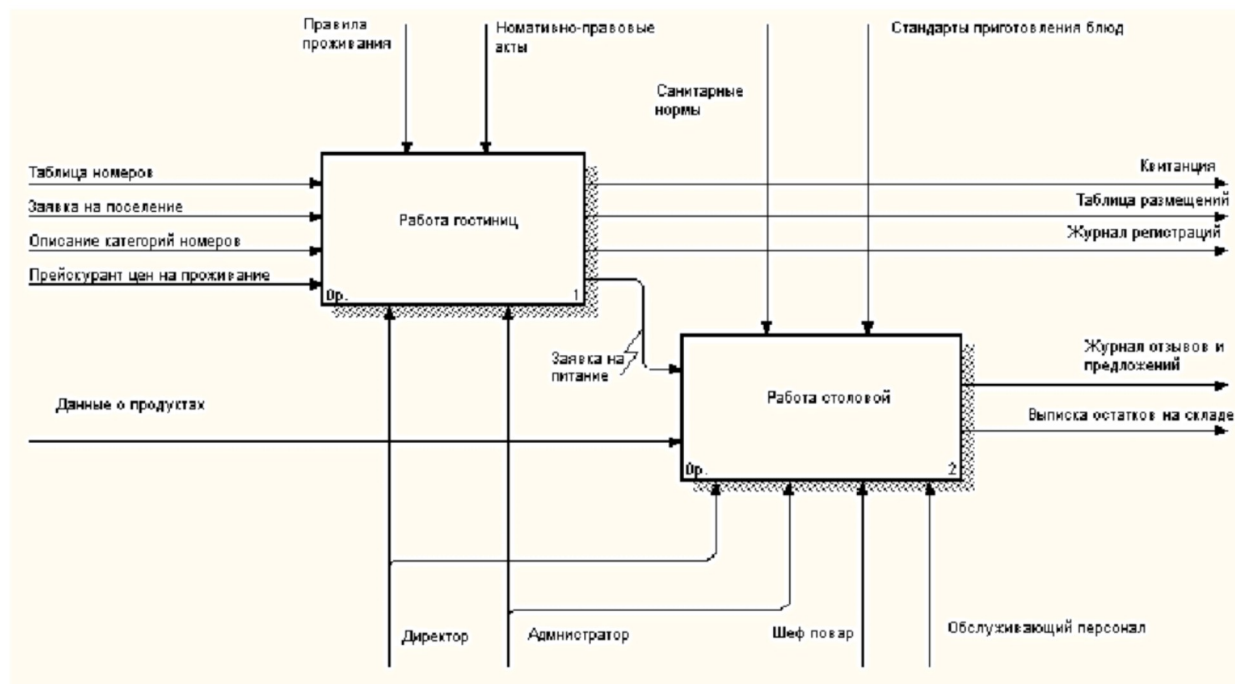 Правила
проживания
Номативно-правовые
акты
Стандарты приготовления блюд
Санитарные
нормы
Таблица номеров
Заявка на поселение
Описание категорий номеров
Прейскурант цен на проживание
Работа гостиниц
0р.
1
Квитанция
Таблица размещений
Журнал регистраций
Заявка на
питание
Данные о продуктах
Работа столовой
0р.
2
Журнал отзывов и
предложений
Выписка остатков на складе
Директор
Администратор
Шеф повар
Обслуживающий персонал